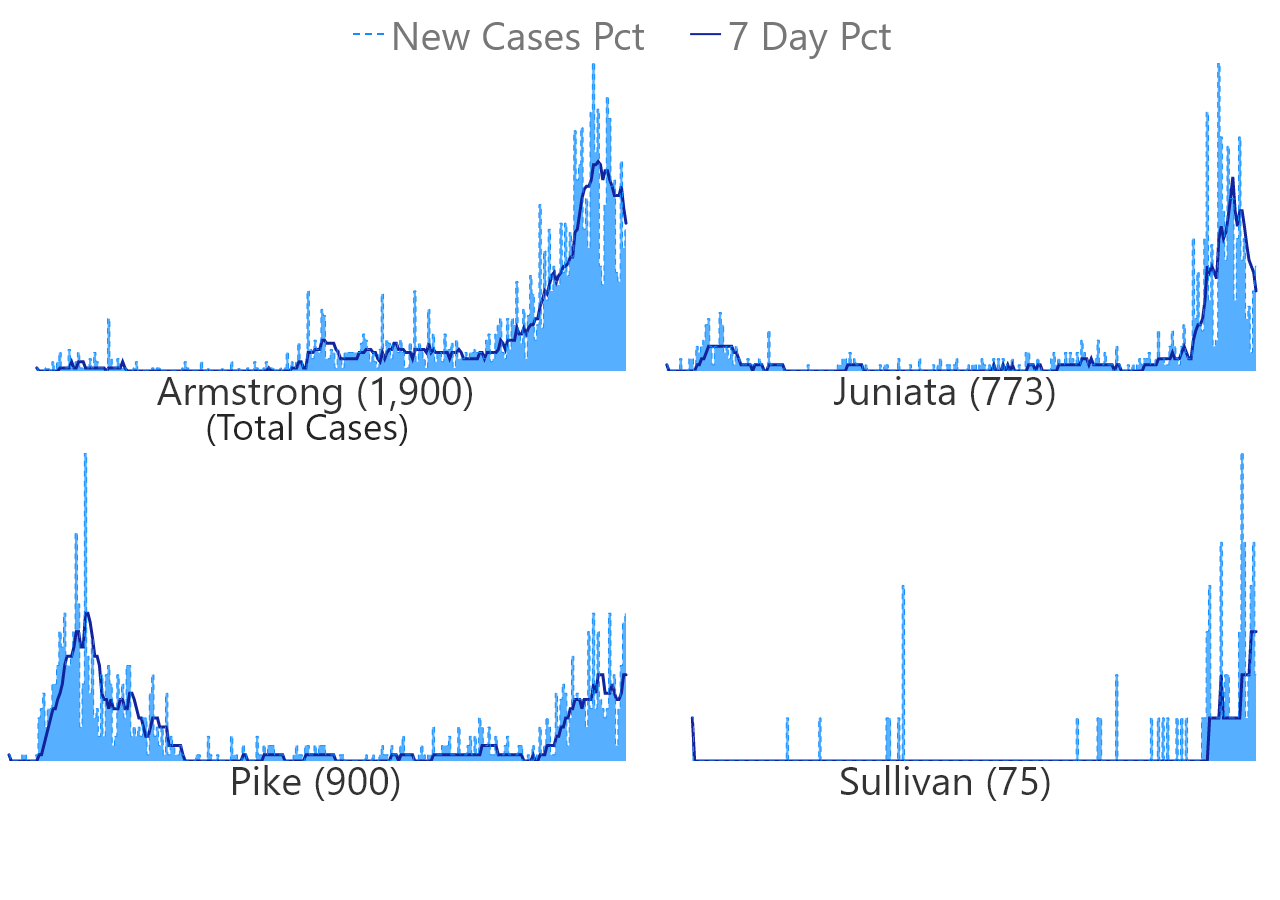 New Cases Pct 7 Day Pct
Armstrong (1,900) Juniata (773)
(Total Cases)
Pike (900) Sullivan (75)